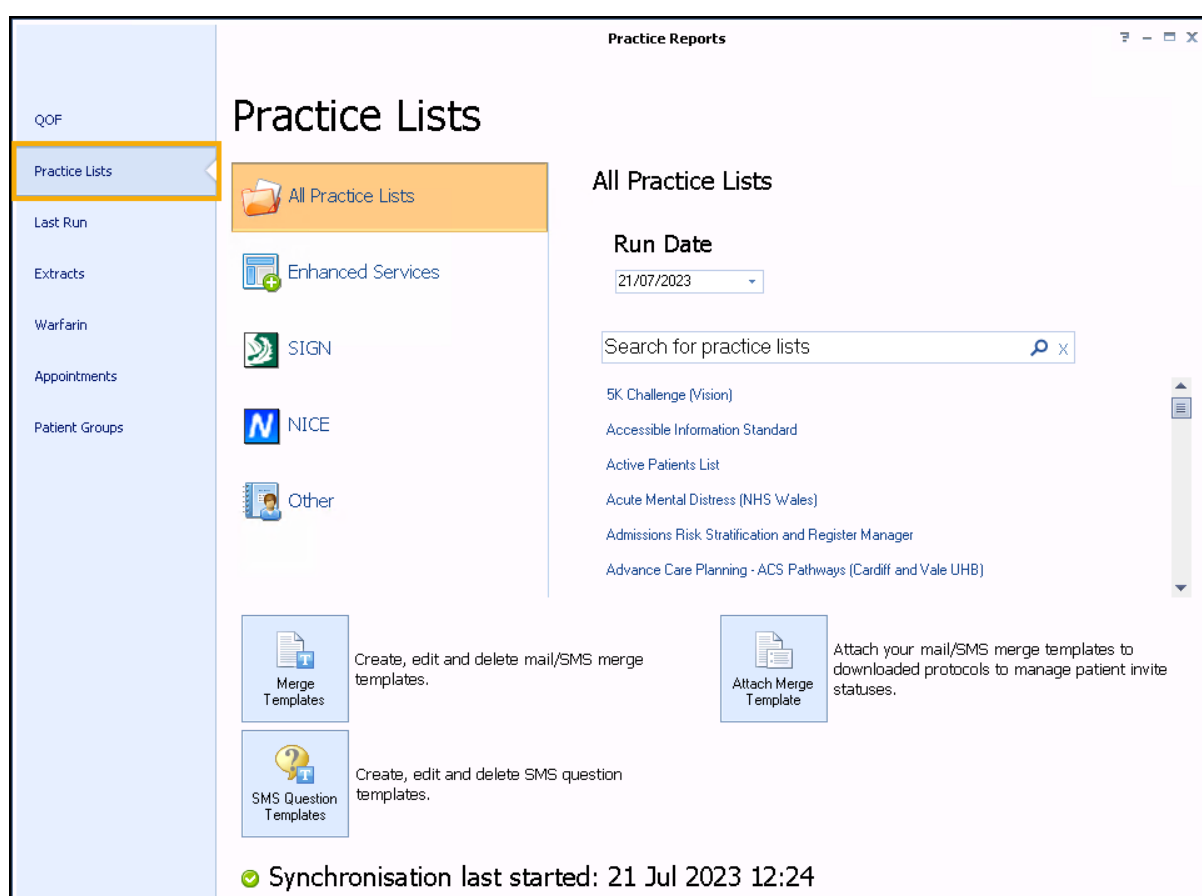 Practice Reports
QOF
Practice Lists
Last Run
Extracts
Warfarin
Appointments
Patient Groups
Practice Lists
All Practice Lists
Enhanced Services
SIGN
NICE
Other
All Practice Lists
Run Date
21/07/2023
Search for practice lists
5K Challenge (Vision)
Accessible Information Standard
Active Patients List
Acute Mental Distress (NHS Wales)
Admissions Risk Stratification and Register Manager
Advance Care Planning - ACS Pathways (Cardiff and Vale UHB)
Merge
Templates
Create, edit and delete mail/SMS merge
templates.
Attach Merge
Template
Attach your mail/SMS merge templates to
downloaded protocols to manage patient invite
statuses.
SMS Question
Templates
Create, edit and delete SMS question
templates.
Synchronisation last started: 21 Jul 2023 12:24